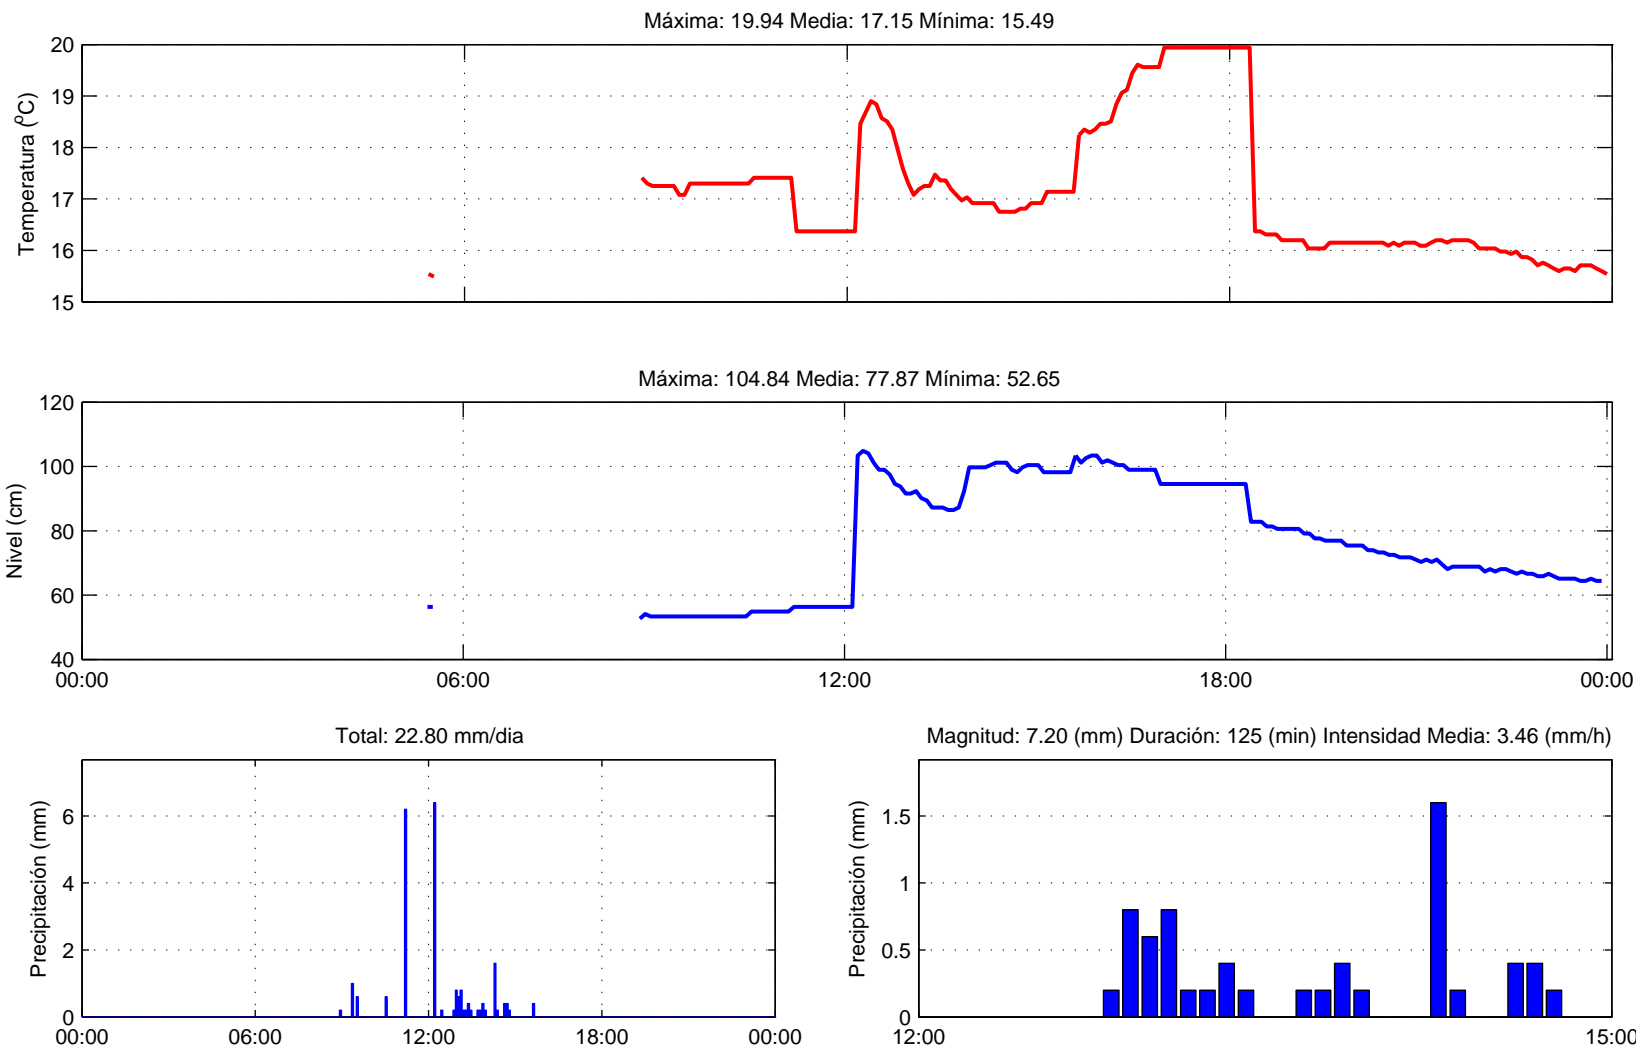 Máxima: 19.94 Media: 17.15 Mínima: 15.49
20
19
18
17
16
15
Temperatura (ºC)
Máxima: 104.84 Media: 77.87 Mínima: 52.65
120
100
80
60
40
Nivel (cm)
00:00 06:00 12:00 18:00 00:00
Total: 22.80 mm/dia
6
4
2
0
Precipitación (mm)
00:00 06:00 12:00 18:00 00:00
Magnitud: 7.20 (mm) Duración: 125 (min) Intensidad Media: 3.46 (mm/h)
1.5
1
0.5
0
Precipitación (mm)
12:00 15:00